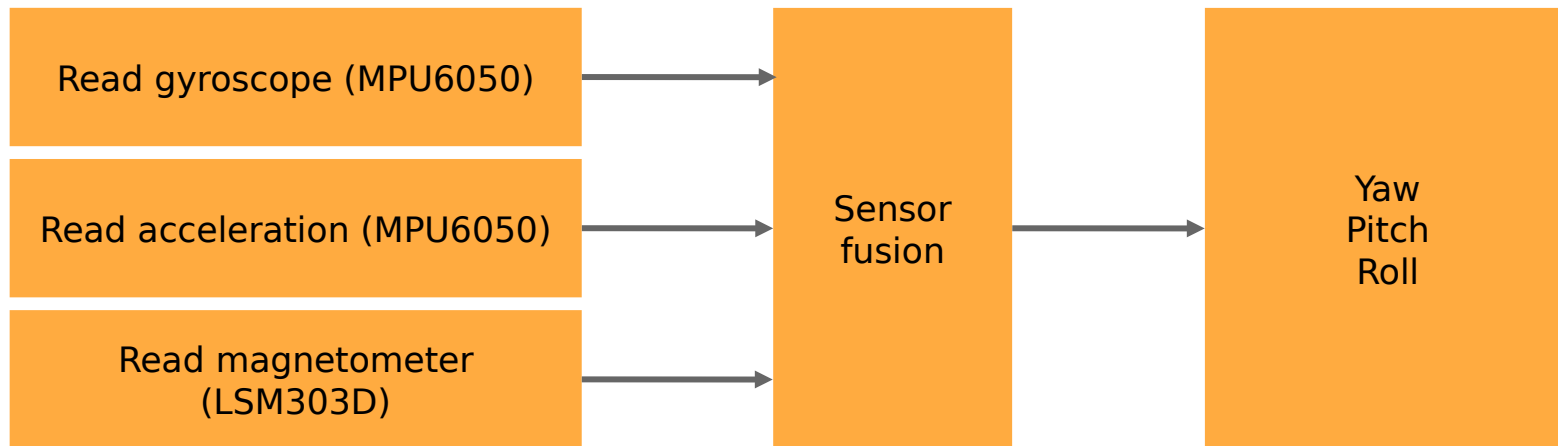 Read gyroscope (MPU6050)
Read acceleration (MPU6050)
Read magnetometer
(LSM303D)
Sensor
fusion
Yaw
Pitch
Roll